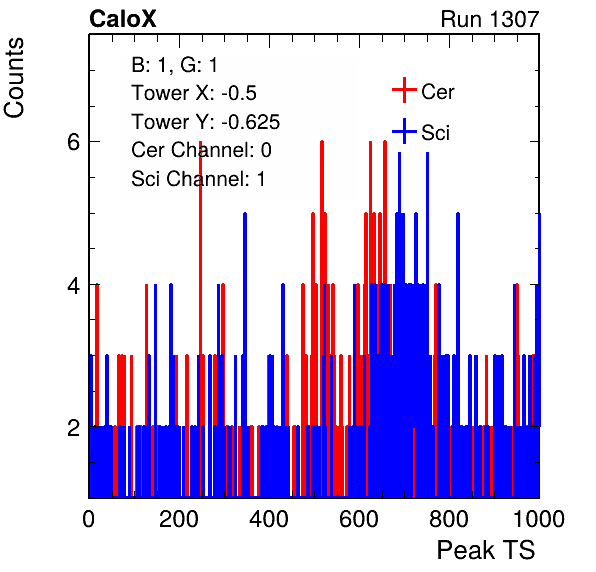 CaloX Run 1307
Counts
B: 1, G: 1
Tower X: -0.5
Tower Y: -0.625
Cer Channel: 0
Sci Channel: 1
Cer
Sci
6
4
2
0 200 400 600 800 1000
Peak TS